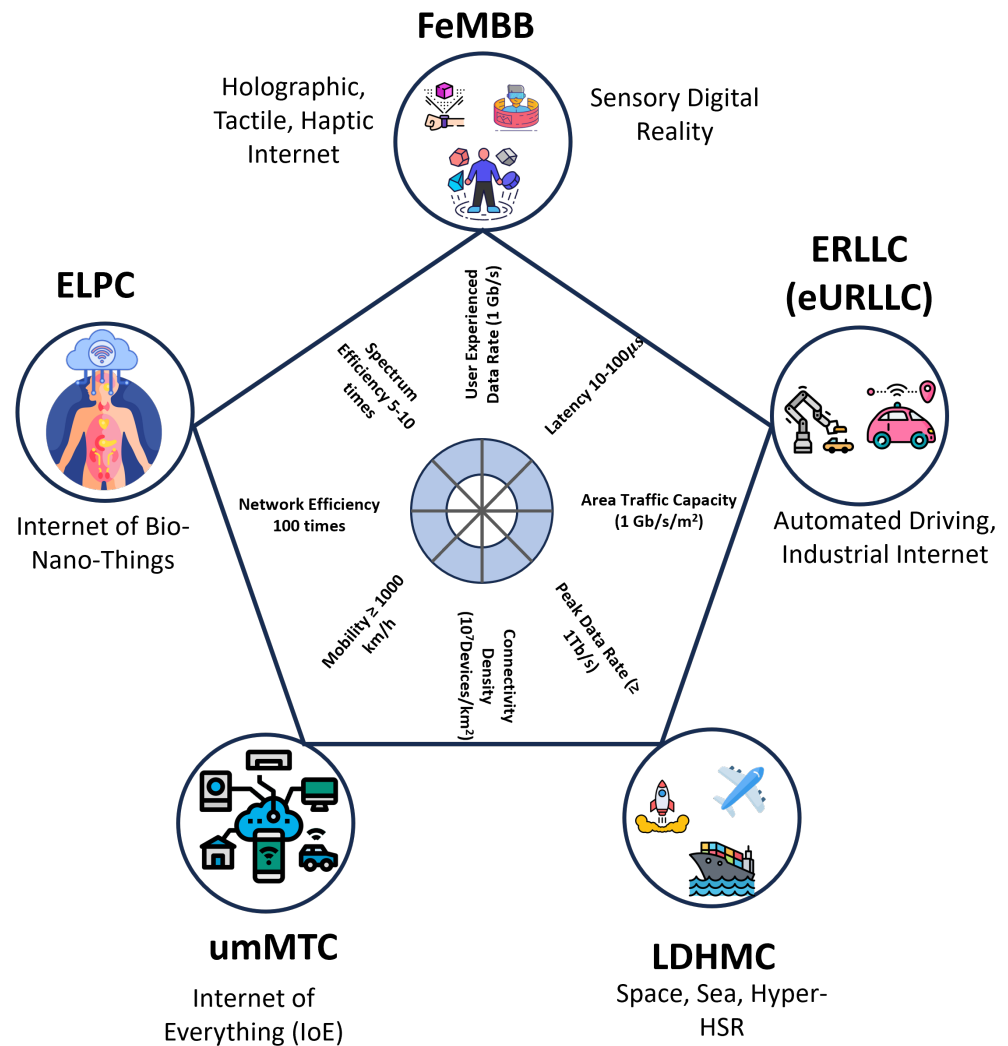 FeMBB
Holographic,
Tactile, Haptic
Internet
Sensory Digital
Reality
ERLLC
(eURLLC)
Automated Driving,
Industrial Internet
ELPC
Internet of Bio-
Nano-Things
User Experienced
Data Rate (1 Gb/s)
Latency 10-100μs
Area Traffic Capacity
(1 Gb/s/m²)
Peak Data Rate (≥
1Tb/s)
Connectivity
Density
(10⁷Devices/km²)
Mobility ≥ 1000
km/h
Network Efficiency
100 times
Spectrum
Efficiency 5-10
times
umMTC
Internet of
Everything (IoE)
LDHMC
Space, Sea, Hyper-
HSR